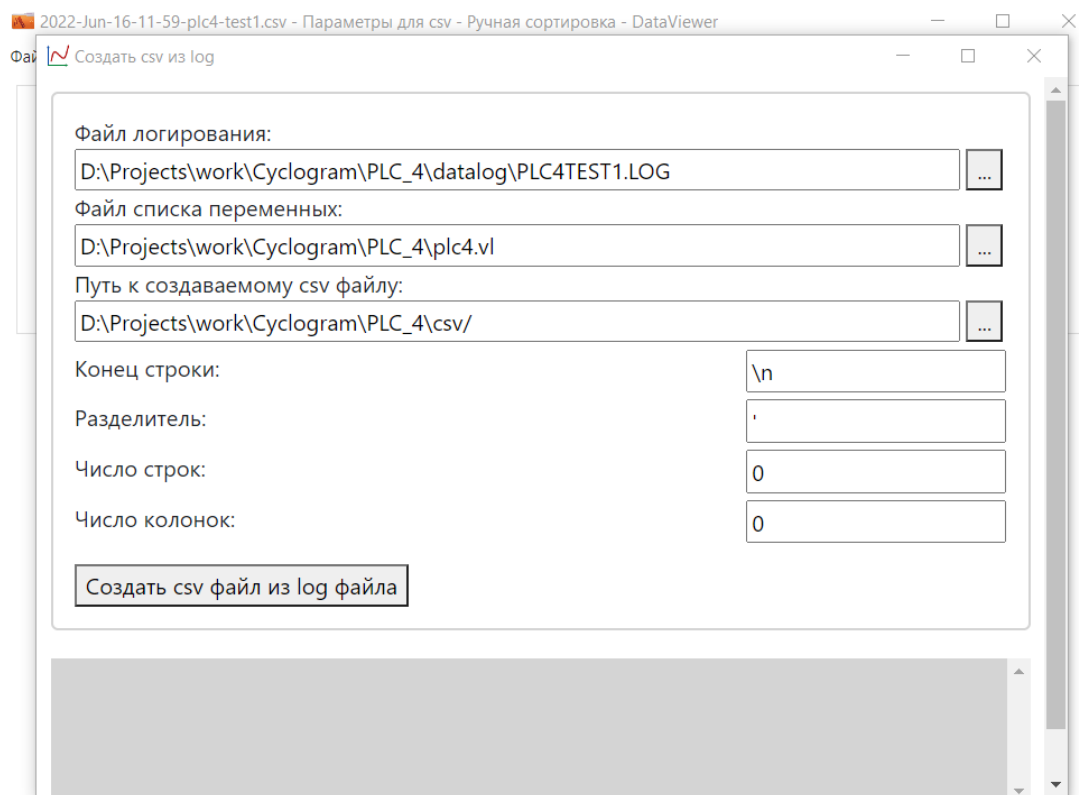 2022-Jun-16-11-59-plc4-test1.csv - Параметры для csv - Ручная сортировка - DataViewer
Создать csv из log
Файл логирования:
D:\Projects\work\Cyclogram\PLC_4\datalog\PLC4TEST1.LOG
...
Файл списка переменных:
D:\Projects\work\Cyclogram\PLC_4\plc4.vl
...
Путь к создаваемому csv файлу:
D:\Projects\work\Cyclogram\PLC_4\csv/
...
Конец строки:
\n
Разделитель:
'
Число строк:
0
Число колонок:
0
Создать csv файл из log файла